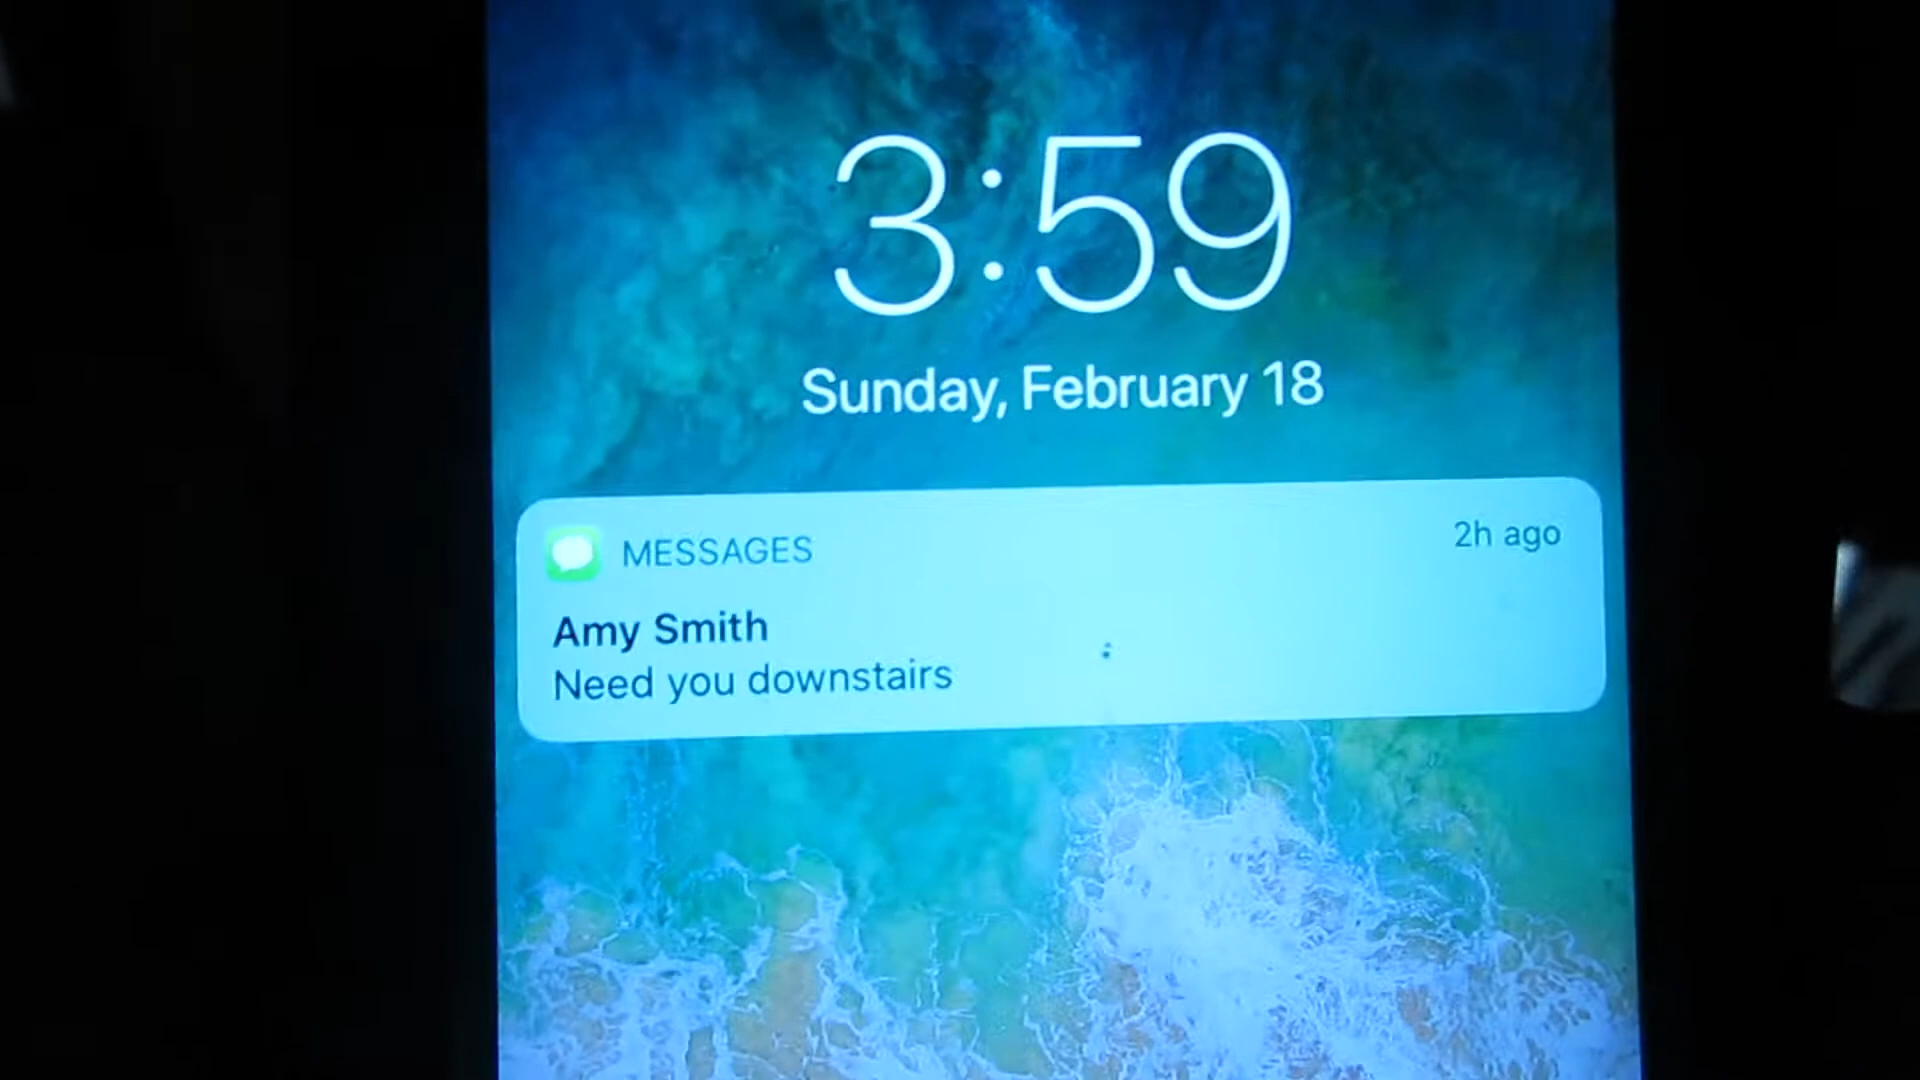 3:59
Sunday, February 18
MESSAGES
2h ago
Amy Smith
Need you downstairs